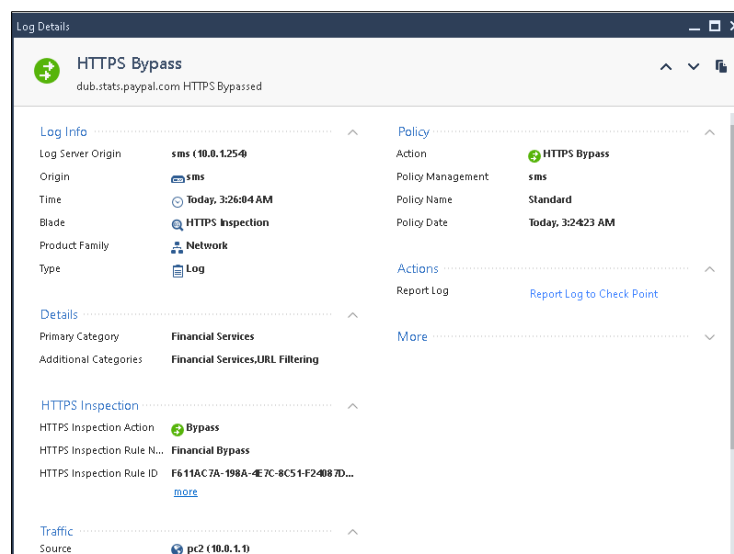 Log Details
HTTPS Bypass
dub.stats.paypal.com HTTPS Bypassed
Log Info
Log Server Origin sms (10.0.1.254)
Origin sms
Time Today, 3:26:04 AM
Blade HTTPS Inspection
Product Family Network
Type Log
Details
Primary Category Financial Services
Additional Categories Financial Services,URL Filtering
HTTPS Inspection
HTTPS Inspection Action Bypass
HTTPS Inspection Rule N... Financial Bypass
HTTPS Inspection Rule ID F611AC7A-198A-4E7C-8C51-F24087D...
more
Traffic
Source pc2 (10.0.1.1)
Policy
Action HTTPS Bypass
Policy Management sms
Policy Name Standard
Policy Date Today, 3:24:23 AM
Actions
Report Log Report Log to Check Point
More